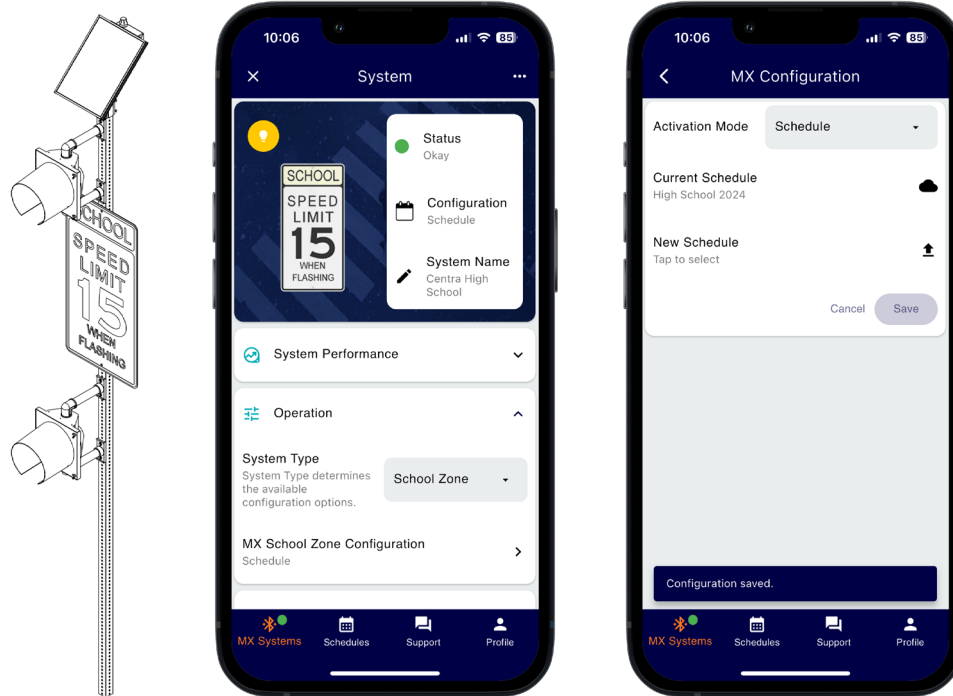 SCHOOL
SPEED
LIMIT
15
WHEN
FLASHING
10:06
85
System
Status
Okay
SCHOOL
SPEED
LIMIT
15
WHEN
FLASHING
Configuration
Schedule
System Name
Centra High
School
System Performance
Operation
System Type
System Type determines
the available
configuration options.
School Zone
MX School Zone Configuration
Schedule
MX Systems
Schedules
Support
Profile
10:06
85
MX Configuration
Activation Mode
Schedule
Current Schedule
High School 2024
New Schedule
Tap to select
Cancel
Save
Configuration saved.
MX Systems
Schedules
Support
Profile